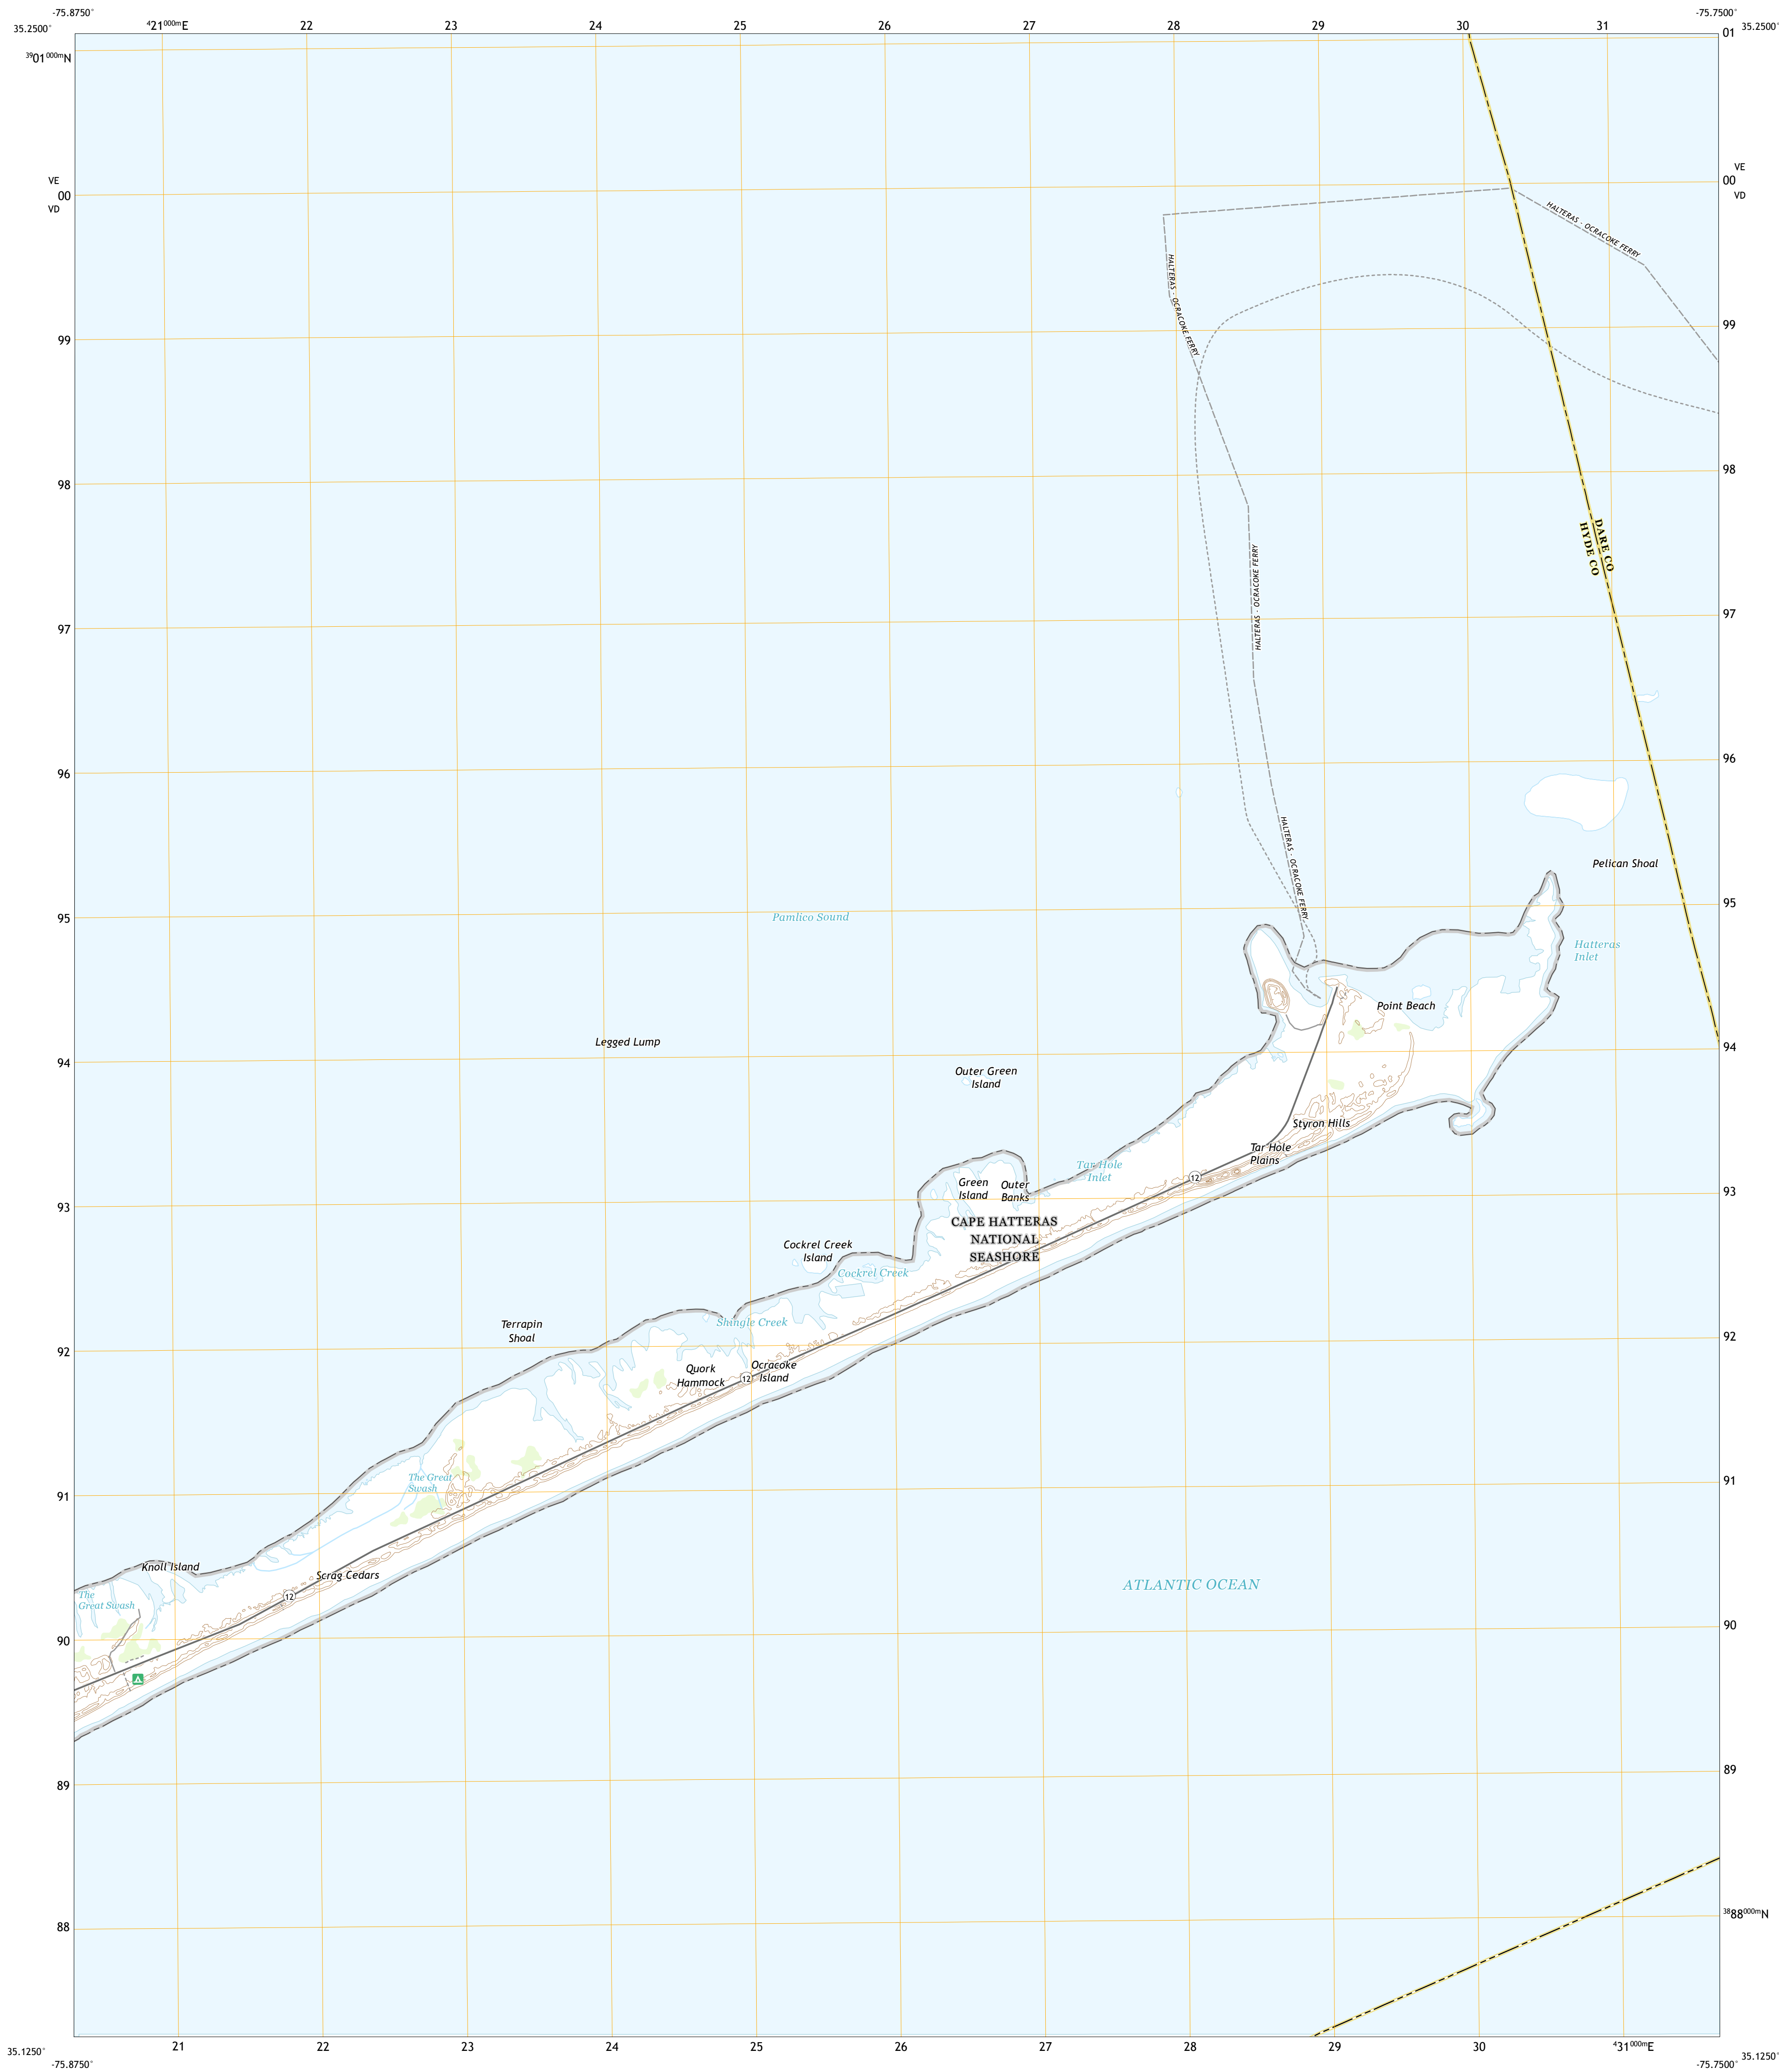 -75.8750°
-75.7500°
35.2500°
⁴21⁰⁰⁰ᵐE
22
23
24
25
26
27
28
29
30
31
01
35.2500°
³⁹01⁰⁰⁰ᵐN
VE
00
VD
VE
00
VD
HALTERAS - OCRACOKE FERRY
HALTERAS - OCRACOKE FERRY
99
99
98
98
DARE CO
HYDE CO
HALTERAS - OCRACOKE FERRY
97
97
96
96
HALTERAS - OCRACOKE FERRY
Pelican Shoal
95
Pamlico Sound
95
Hatteras
Inlet
Point Beach
94
Legged Lump
94
Outer Green
Island
Styron Hills
Tar Hole
Plains
Tar Hole
Inlet
12
Green
Island
Outer
Banks
93
93
CAPE HATTERAS
NATIONAL
SEASHORE
Cockrel Creek
Island
Cockrel Creek
Shingle Creek
Terrapin
Shoal
92
92
Quork
Hammock
Ocracoke
Island
12
The Great
Swash
91
91
Knoll Island
Scrag Cedars
12
The
Great Swash
ATLANTIC OCEAN
90
90
89
89
88
³⁸88⁰⁰⁰ᵐN
35.1250°
21
22
23
24
25
26
27
28
29
30
⁴31⁰⁰⁰ᵐE
35.1250°
-75.8750°
-75.7500°